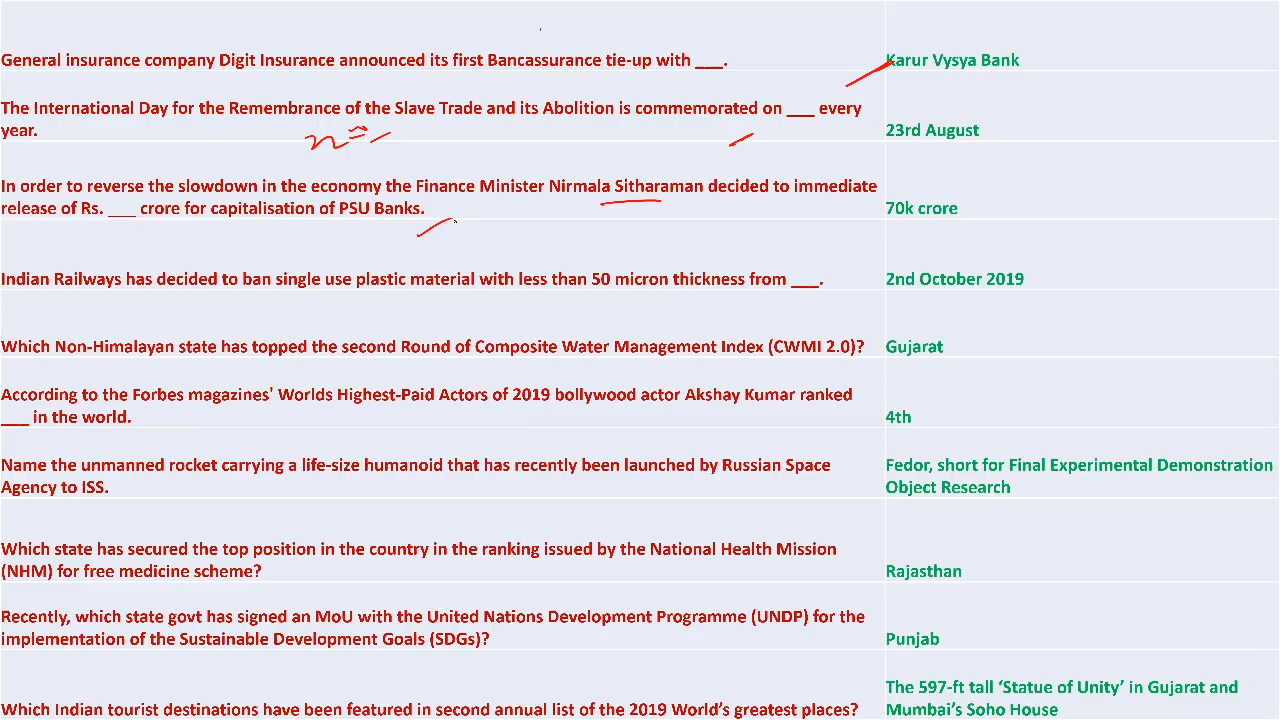 General insurance company Digit Insurance announced its first Bancassurance tie-up with ___.
Karur Vysya Bank
The International Day for the Remembrance of the Slave Trade and its Abolition is commemorated on ___ every
year.
23rd August
In order to reverse the slowdown in the economy the Finance Minister Nirmala Sitharaman decided to immediate
release of Rs. ___ crore for capitalisation of PSU Banks.
70k crore
Indian Railways has decided to ban single use plastic material with less than 50 micron thickness from ___.
2nd October 2019
Which Non-Himalayan state has topped the second Round of Composite Water Management Index (CWMI 2.0)?
Gujarat
According to the Forbes magazines' Worlds Highest-Paid Actors of 2019 bollywood actor Akshay Kumar ranked
___ in the world.
4th
Name the unmanned rocket carrying a life-size humanoid that has recently been launched by Russian Space
Agency to ISS.
Fedor, short for Final Experimental Demonstration
Object Research
Which state has secured the top position in the country in the ranking issued by the National Health Mission
(NHM) for free medicine scheme?
Rajasthan
Recently, which state govt has signed an MoU with the United Nations Development Programme (UNDP) for the
implementation of the Sustainable Development Goals (SDGs)?
Punjab
Which Indian tourist destinations have been featured in second annual list of the 2019 World’s greatest places?
The 597-ft tall ‘Statue of Unity’ in Gujarat and
Mumbai’s Soho House